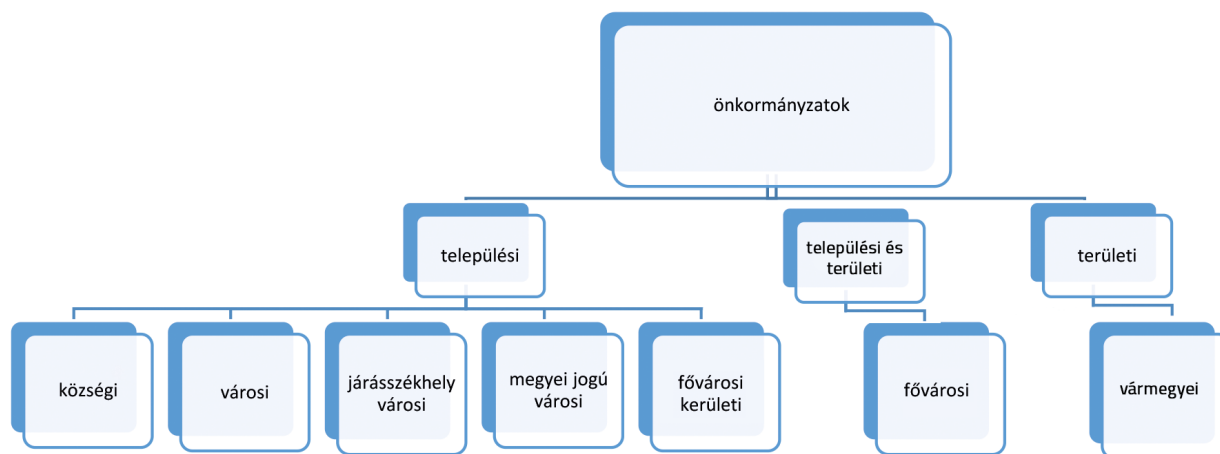 önkormányzatok
települési
települési és
területi
területi
községi
városi
járásszékhely
városi
megyei jogú
városi
fővárosi
kerületi
fővárosi
vármegyei